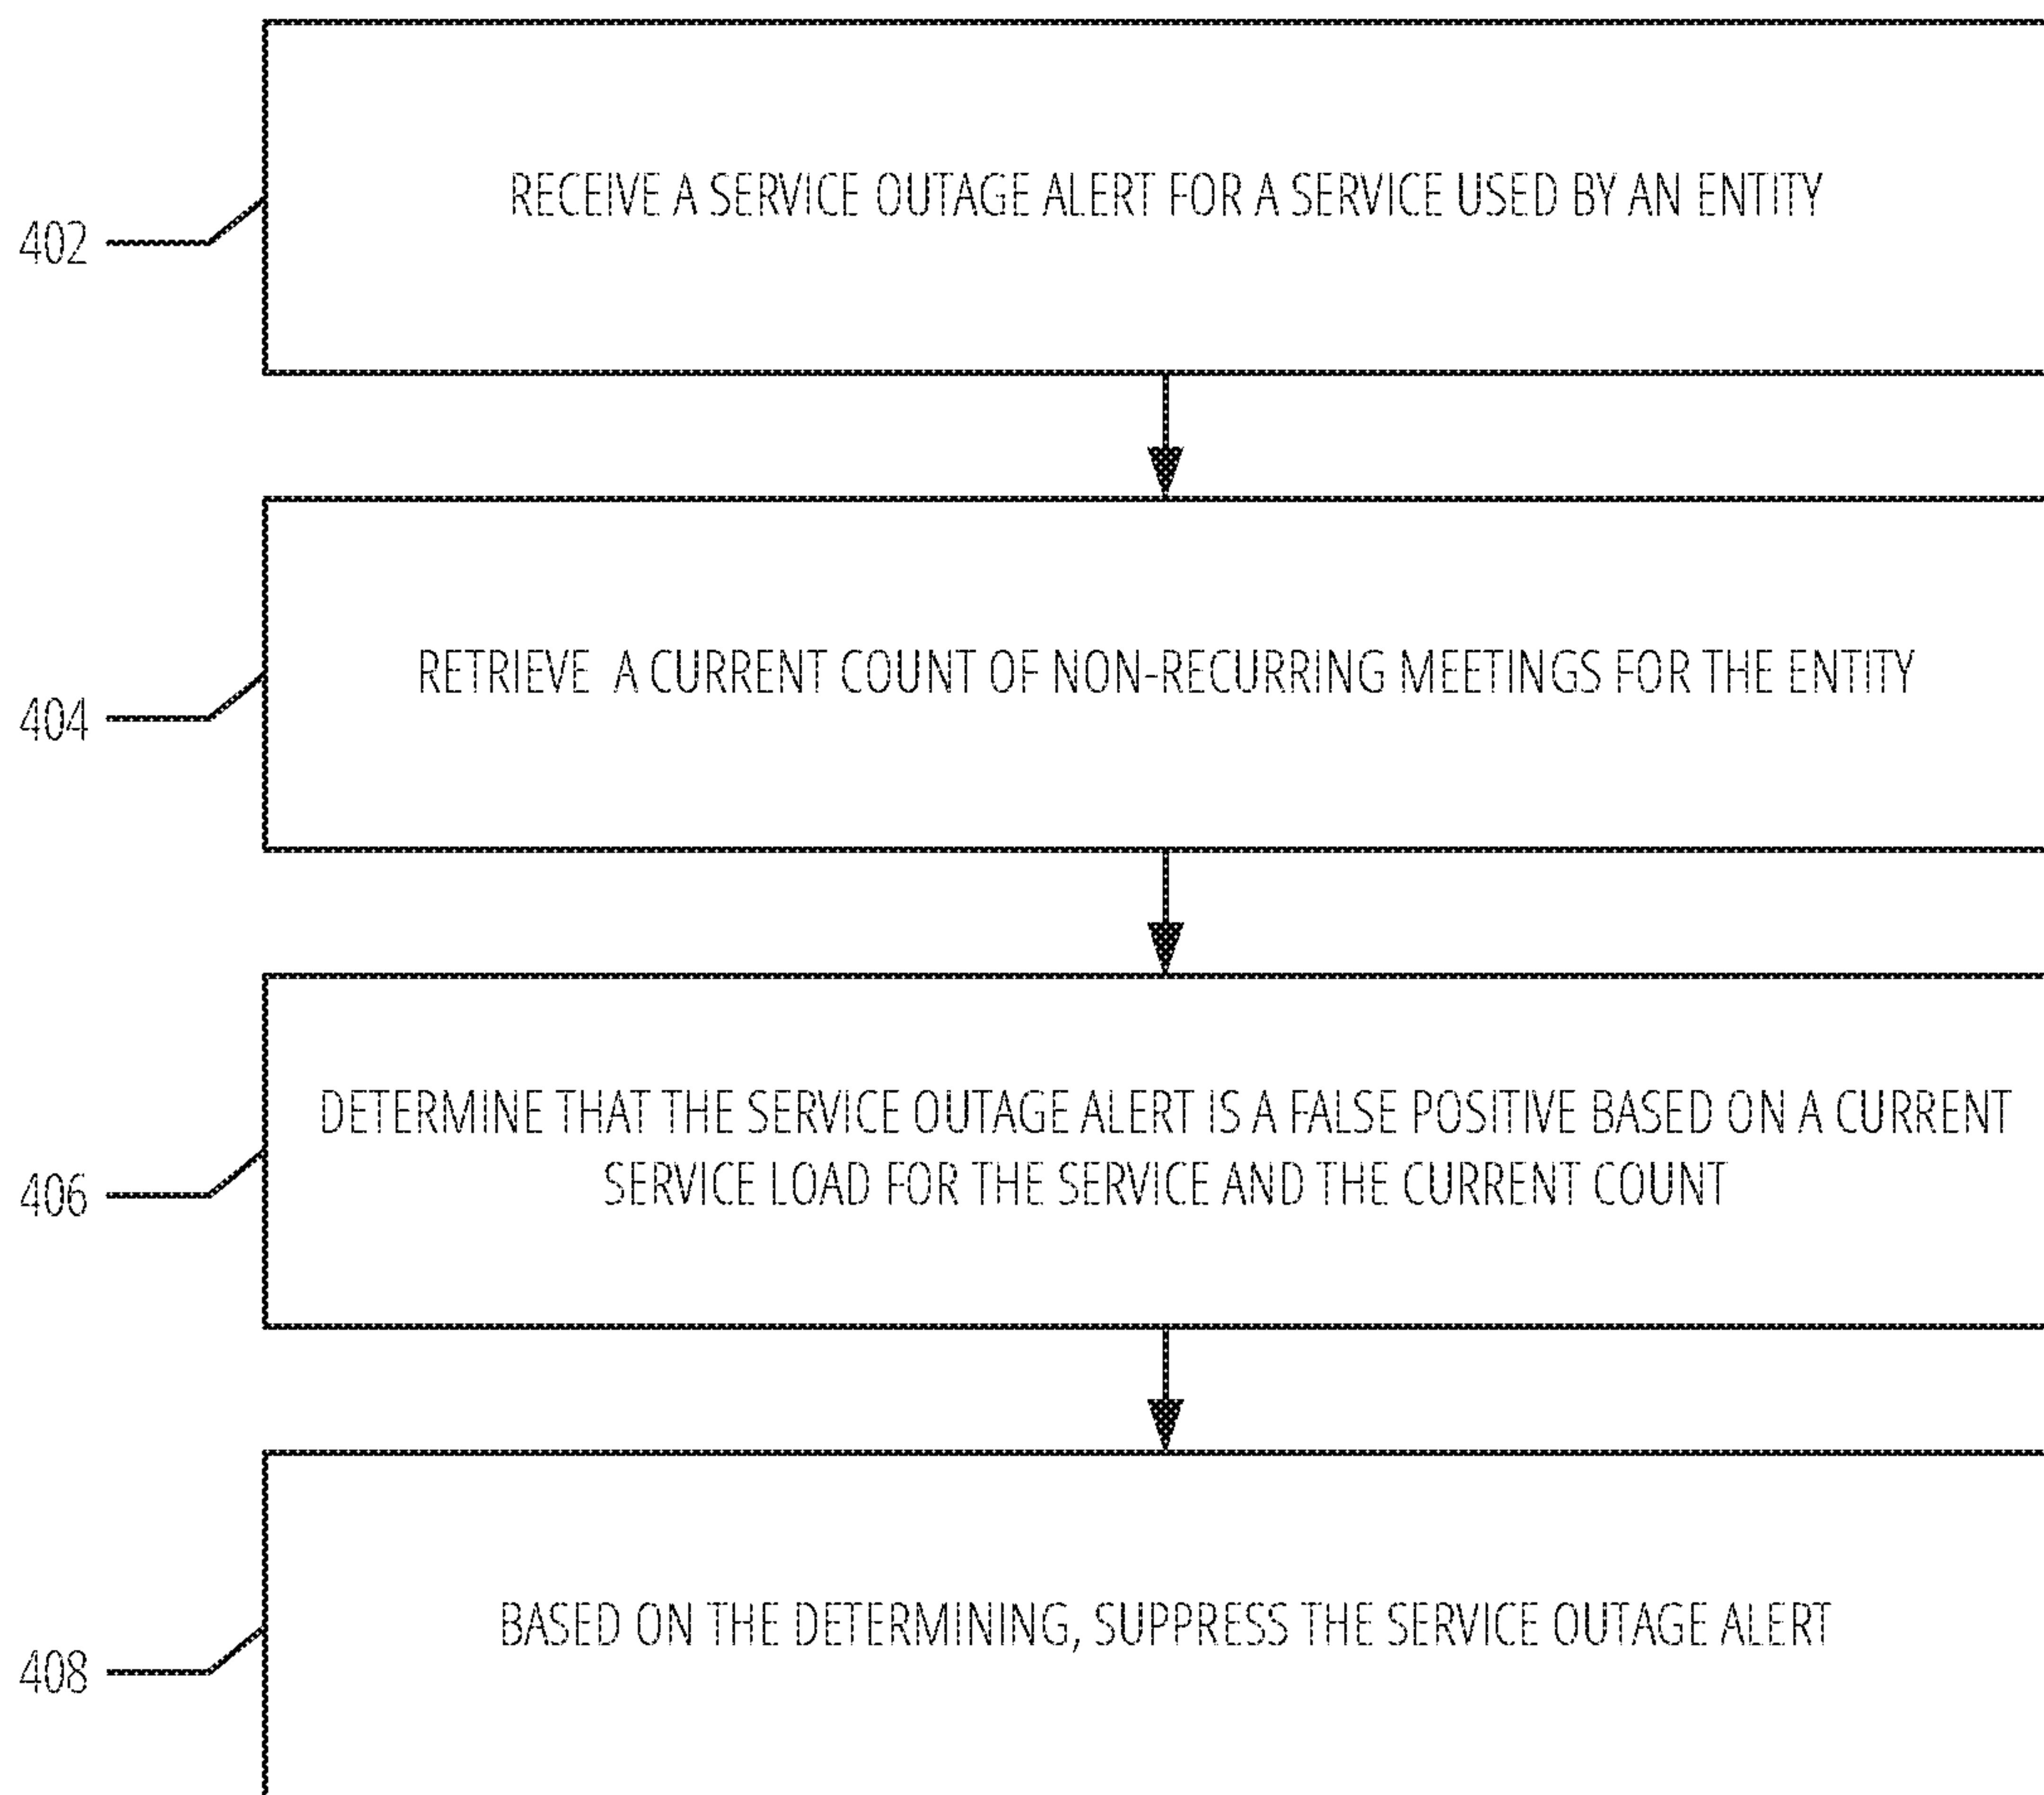 RECEIVE A SERVICE OUTAGE ALERT FOR A SERVICE USED BY AN ENTITY
402
RETRIEVE A CURRENT COUNT OF NON-RECURRING MEETINGS FOR THE ENTITY
404
DETERMINE THAT THE SERVICE OUTAGE ALERT IS A FALSE POSITIVE BASED ON A CURRENT
SERVICE LOAD FOR THE SERVICE AND THE CURRENT COUNT
406
BASED ON THE DETERMINING, SUPPRESS THE SERVICE OUTAGE ALERT
408